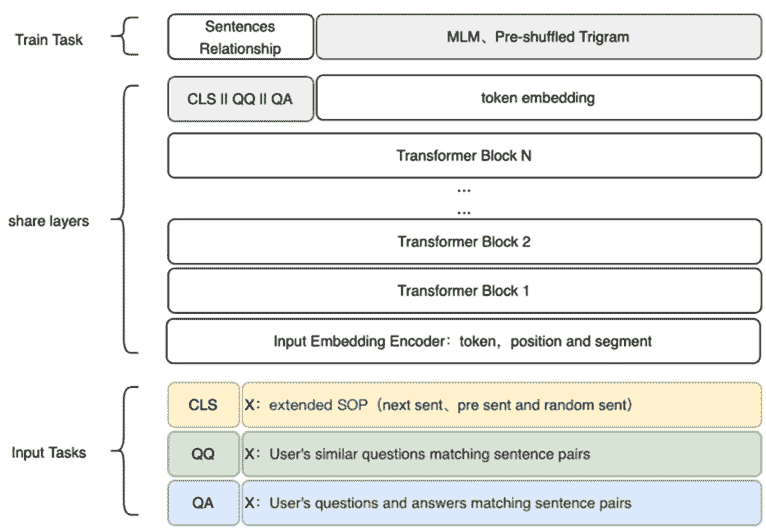 Train Task
Sentences
Relationship
MLM、Pre-shuffled Trigram
share layers
CLS II QQ II QA
token embedding
Transformer Block N
...
...
Transformer Block 2
Transformer Block 1
Input Embedding Encoder：token，position and segment
Input Tasks
CLS
X：extended SOP（next sent、pre sent and random sent）
QQ
X：User's similar questions matching sentence pairs
QA
X：User's questions and answers matching sentence pairs